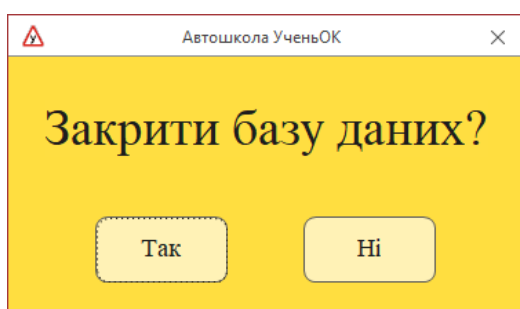 У
Автошкола УченьОК
Закрити базу даних?
Так
Ні